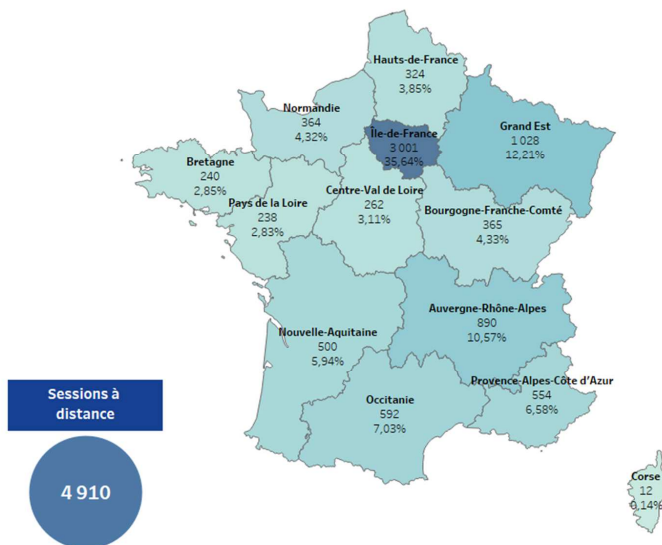 Hauts-de-France
324
3,85%
Normandie
364
4,32%
Île-de-France
3 001
35,64%
Grand Est
1 028
12,21%
Bretagne
240
2,85%
Pays de la Loire
238
2,83%
Centre-Val de Loire
262
3,11%
Bourgogne-Franche-Comté
365
4,33%
Auvergne-Rhône-Alpes
890
10,57%
Nouvelle-Aquitaine
500
5,94%
Provence-Alpes-Côte d'Azur
554
6,58%
Occitanie
592
7,03%
Sessions à
distance
4 910
Corse
12
0,14%